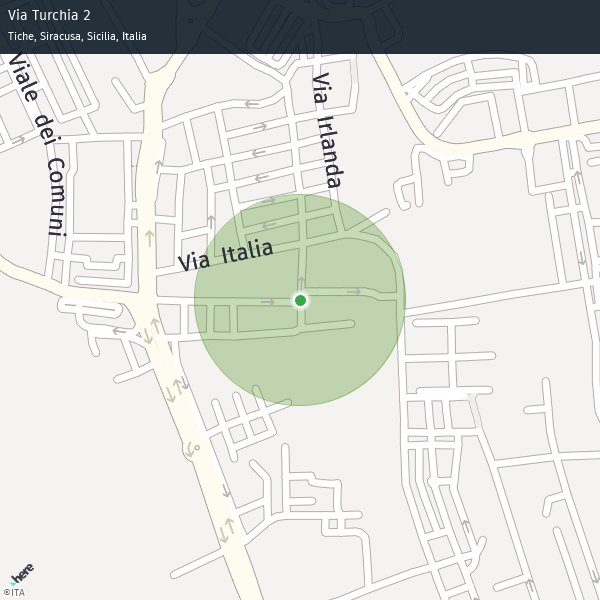 Via Turchia 2
Tiche, Siracusa, Sicilia, Italia
Viale dei Comuni
Via Irlanda
Via Italia
here
©ITA